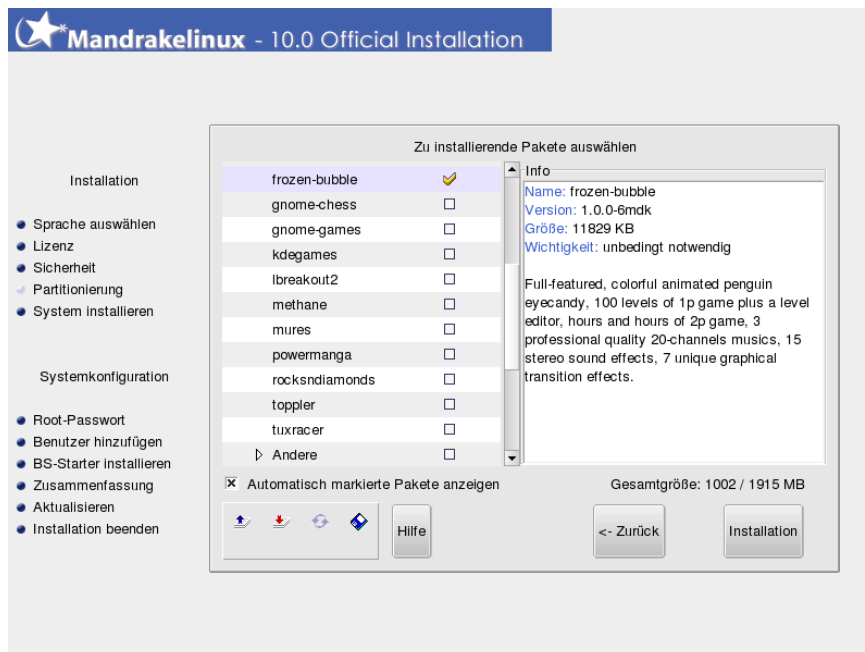 Mandrakelinux - 10.0 Official Installation
Installation
Sprache auswählen
Lizenz
Sicherheit
Partitionierung
System installieren
Systemkonfiguration
Root-Passwort
Benutzer hinzufügen
BS-Starter installieren
Zusammenfassung
Aktualisieren
Installation beenden
Zu installierende Pakete auswählen
frozen-bubble
gnome-chess
gnome-games
kdegames
lbreakout2
methane
mures
powermanga
rocksndiamonds
toppler
tuxracer
Andere
Info
Name: frozen-bubble
Version: 1.0.0-6mdk
Größe: 11829 KB
Wichtigkeit: unbedingt notwendig
Full-featured, colorful animated penguin
eyecandy, 100 levels of 1p game plus a level
editor, hours and hours of 2p game, 3
professional quality 20-channels musics, 15
stereo sound effects, 7 unique graphical
transition effects.
Automatisch markierte Pakete anzeigen
Gesamtgröße: 1002 / 1915 MB
Hilfe
<- Zurück
Installation